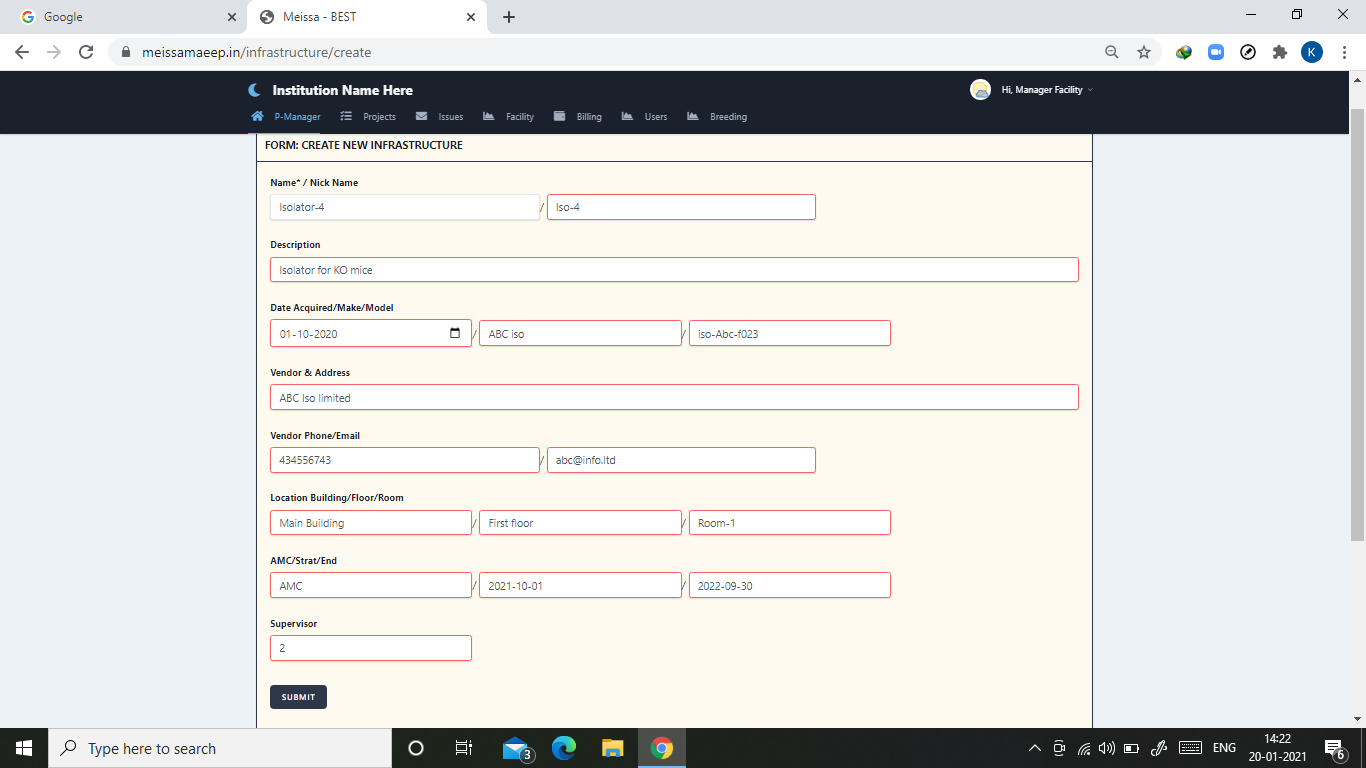 Google
Meissa - BEST
meissamaeep.in/infrastructure/create
K
Institution Name Here
Hi, Manager Facility
P-Manager Projects Issues Facility Billing Users Breeding
FORM: CREATE NEW INFRASTRUCTURE
Name* / Nick Name
Isolator-4 / Iso-4
Description
Isolator for KO mice
Date Acquired/Make/Model
01-10-2020 / ABC iso / iso-Abc-f023
Vendor & Address
ABC Iso limited
Vendor Phone/Email
434556743 / abc@info.ltd
Location Building/Floor/Room
Main Building / First floor / Room-1
AMC/Strat/End
AMC / 2021-10-01 / 2022-09-30
Supervisor
2
SUBMIT
Type here to search
3
ENG
14:22
20-01-2021
6